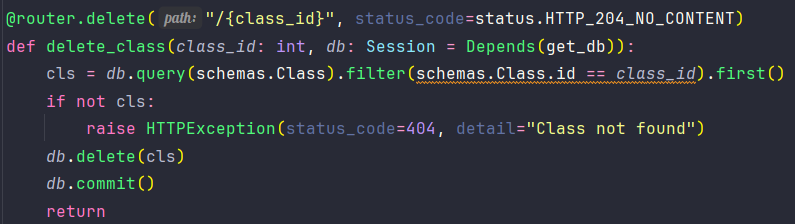 @router.delete( path: "/{class_id}", status_code=status.HTTP_204_NO_CONTENT)
def delete_class(class_id: int, db: Session = Depends(get_db)):
    cls = db.query(schemas.Class).filter(schemas.Class.id == class_id).first()
    if not cls:
        raise HTTPException(status_code=404, detail="Class not found")
    db.delete(cls)
    db.commit()
    return